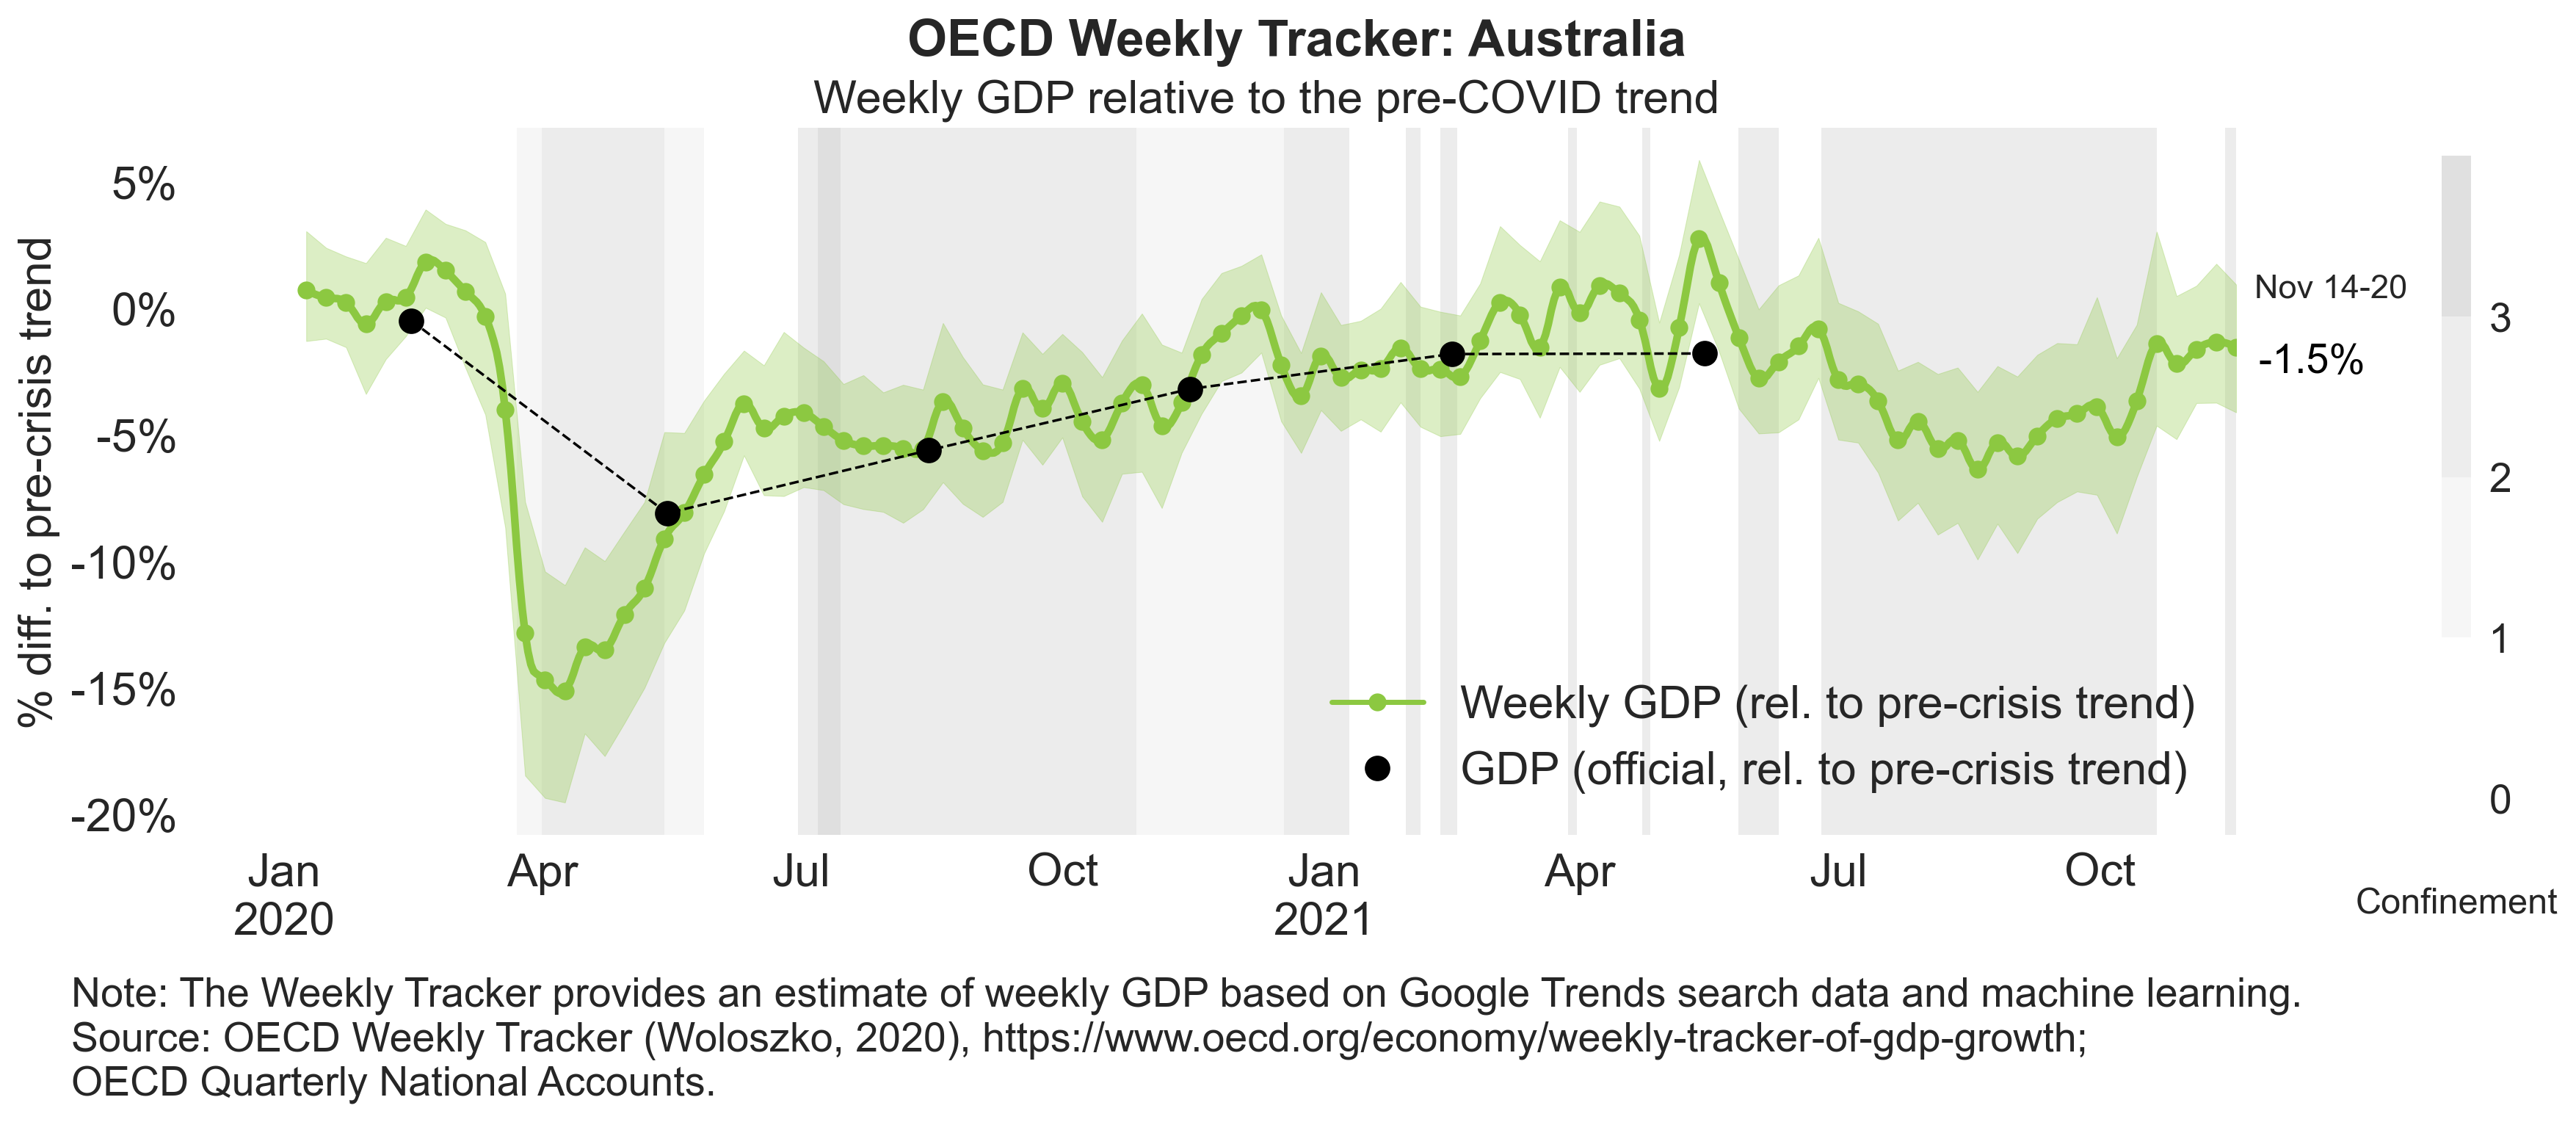 OECD Weekly Tracker: Australia
Weekly GDP relative to the pre-COVID trend
% diff. to pre-crisis trend
5%
0%
-5%
-10%
-15%
-20%
Jan
2020
Apr
Jul
Oct
Jan
2021
Apr
Jul
Oct
Nov 14-20
-1.5%
Weekly GDP (rel. to pre-crisis trend)
GDP (official, rel. to pre-crisis trend)
3
2
1
0
Confinement
Note: The Weekly Tracker provides an estimate of weekly GDP based on Google Trends search data and machine learning.
Source: OECD Weekly Tracker (Woloszko, 2020), https://www.oecd.org/economy/weekly-tracker-of-gdp-growth;
OECD Quarterly National Accounts.